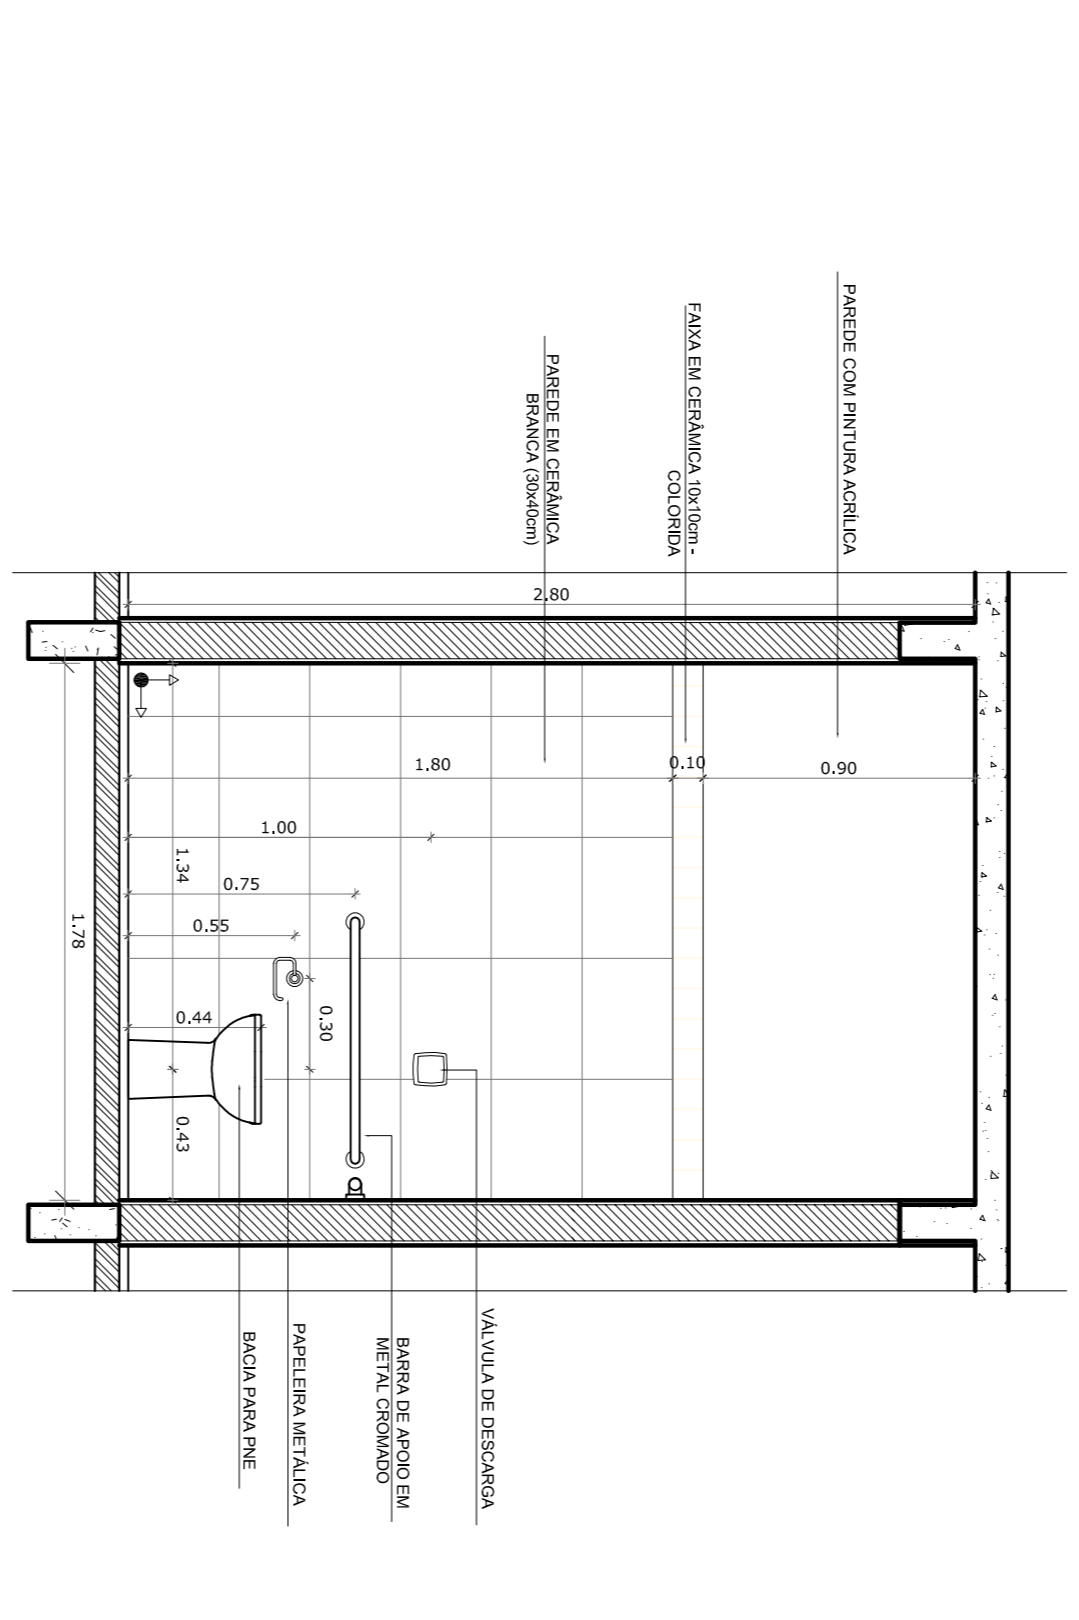 PAREDE COM PINTURA ACRÍLICA
FAIXA EM CERÂMICA 10x10cm -
COLORIDA
PAREDE EM CERÂMICA
BRANCA (30x40cm)
2.80
1.80
0.10
0.90
1.00
1.34
0.75
0.55
1.78
0.44
0.30
0.43
VÁLVULA DE DESCARGA
BARRA DE APOIO EM
METAL CROMADO
PAPELEIRA METÁLICA
BACIA PARA PNE